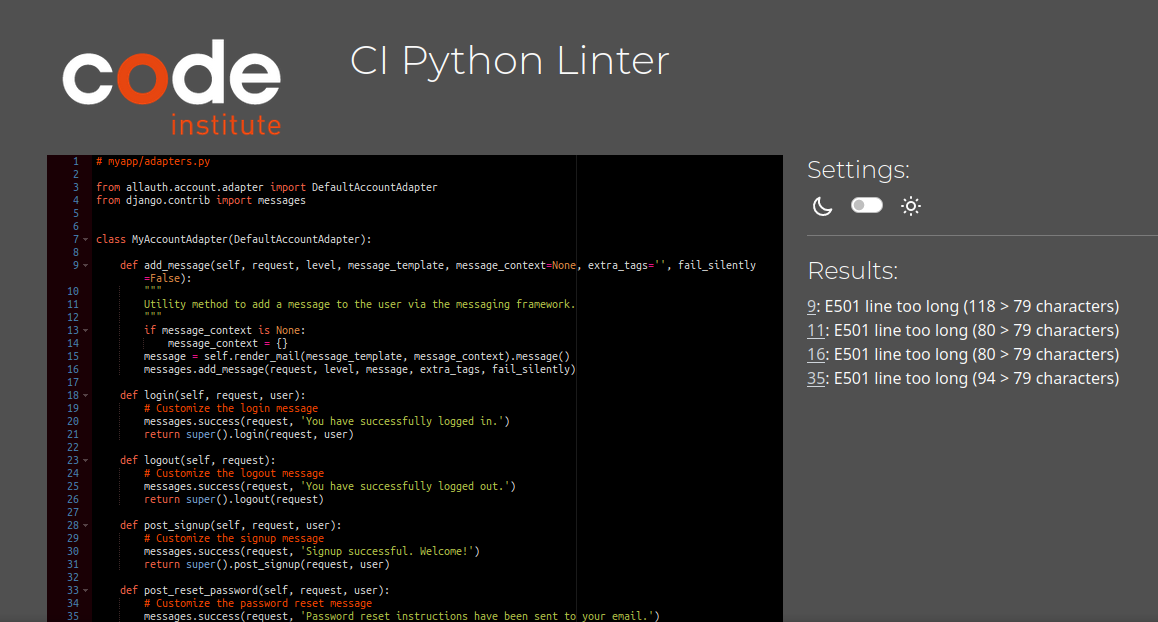 code
institute
CI Python Linter
1 # myapp/adapters.py
2
3 from allauth.account.adapter import DefaultAccountAdapter
4 from django.contrib import messages
5
6
7 class MyAccountAdapter(DefaultAccountAdapter):
8
9     def add_message(self, request, level, message_template, message_context=None, extra_tags='', fail_silently
=False):
10         """
11         Utility method to add a message to the user via the messaging framework.
12         """
13         if message_context is None:
14             message_context = {}
15         message = self.render_mail(message_template, message_context).message()
16         messages.add_message(request, level, message, extra_tags, fail_silently)
17
18     def login(self, request, user):
19         # Customize the login message
20         messages.success(request, 'You have successfully logged in.')
21         return super().login(request, user)
22
23     def logout(self, request):
24         # Customize the logout message
25         messages.success(request, 'You have successfully logged out.')
26         return super().logout(request)
27
28     def post_signup(self, request, user):
29         # Customize the signup message
30         messages.success(request, 'Signup successful. Welcome!')
31         return super().post_signup(request, user)
32
33     def post_reset_password(self, request, user):
34         # Customize the password reset message
35         messages.success(request, 'Password reset instructions have been sent to your email.')
Settings:
Results:
9: E501 line too long (118 > 79 characters)
11: E501 line too long (80 > 79 characters)
16: E501 line too long (80 > 79 characters)
35: E501 line too long (94 > 79 characters)